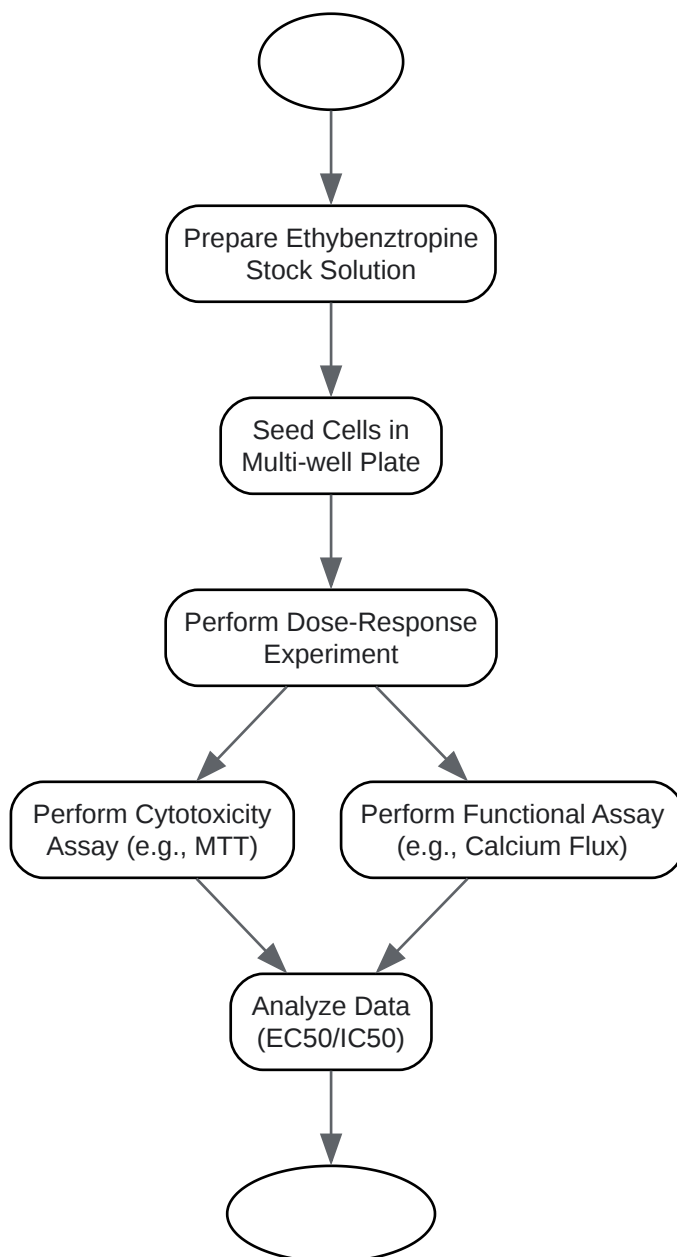 Prepare Ethybenztropine
Stock Solution
Seed Cells in
Multi-well Plate
Perform Dose-Response
Experiment
Perform Cytotoxicity
Assay (e.g., MTT)
Perform Functional Assay
(e.g., Calcium Flux)
Analyze Data
(EC50/IC50)